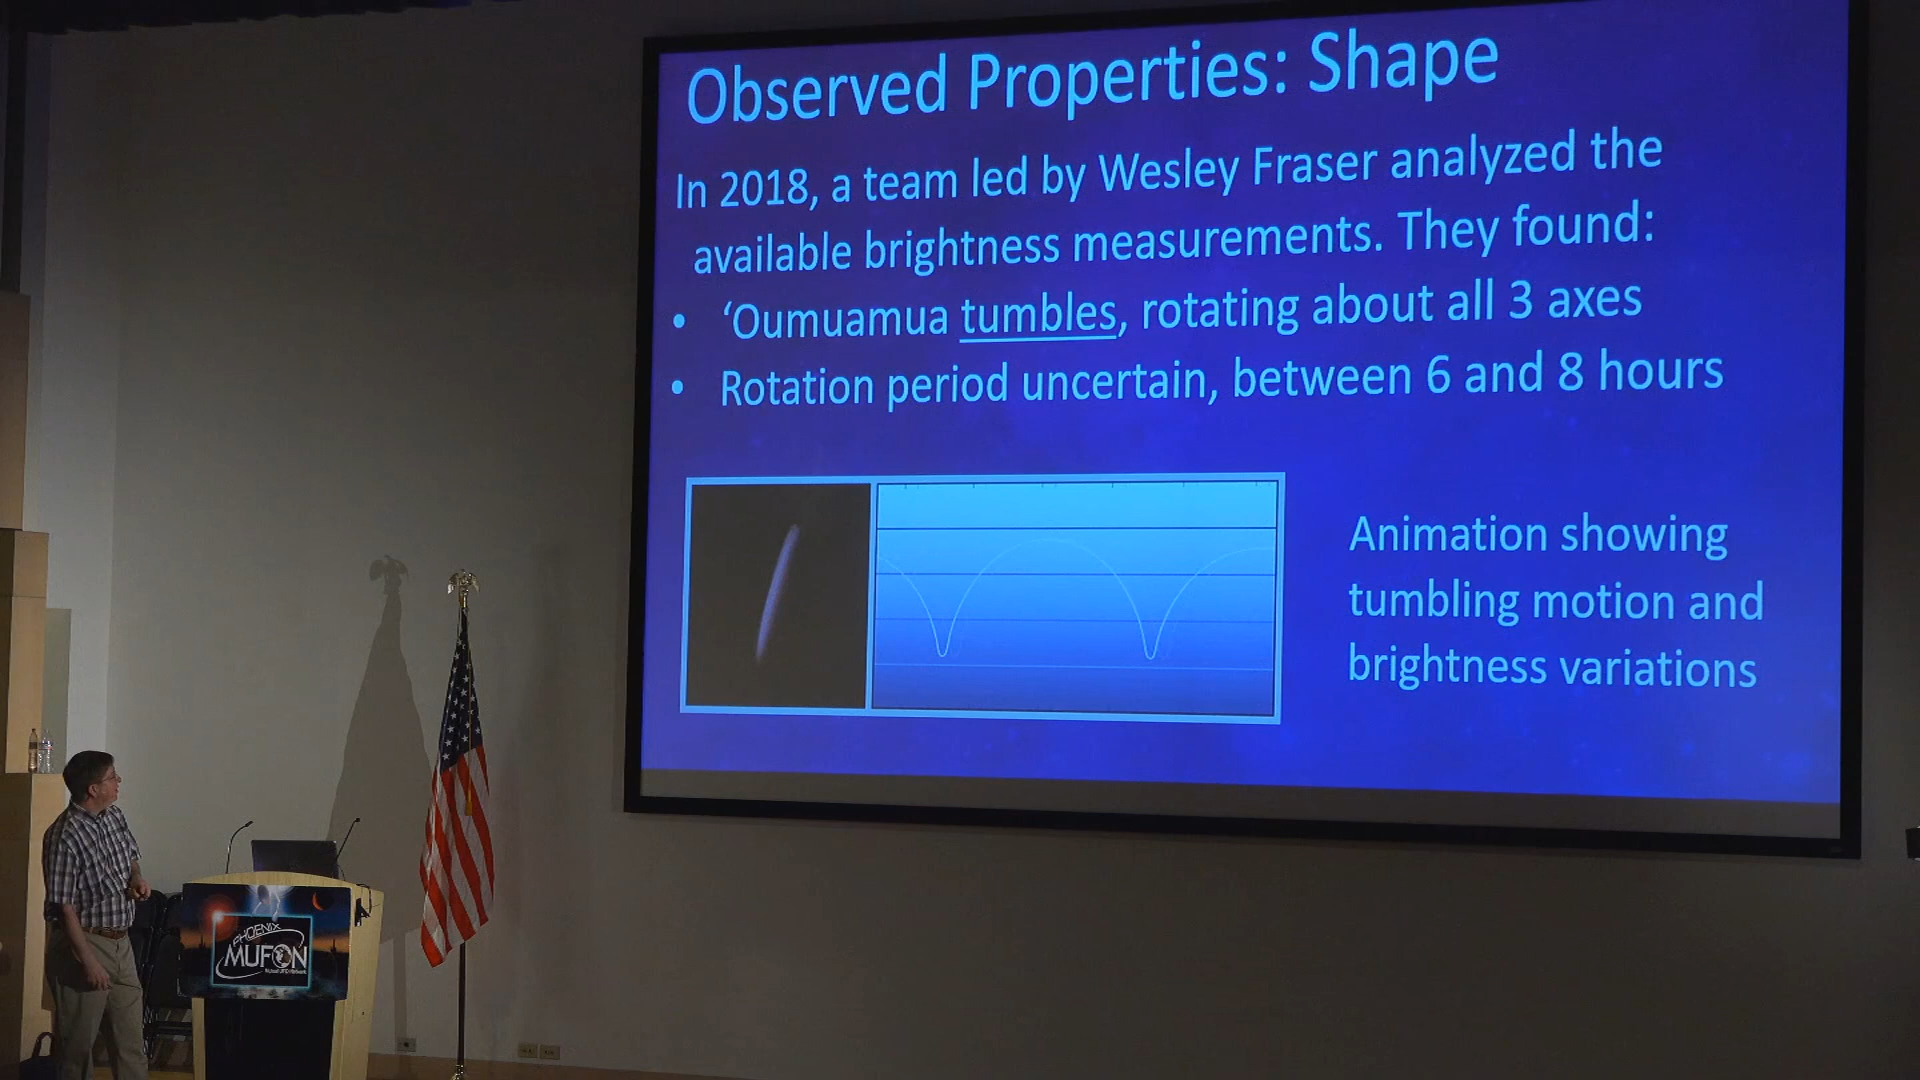 Observed Properties: Shape
In 2018, a team led by Wesley Fraser analyzed the
available brightness measurements. They found:
• ‘Oumuamua tumbles, rotating about all 3 axes
• Rotation period uncertain, between 6 and 8 hours
Animation showing
tumbling motion and
brightness variations
PHOENIX
MUFON